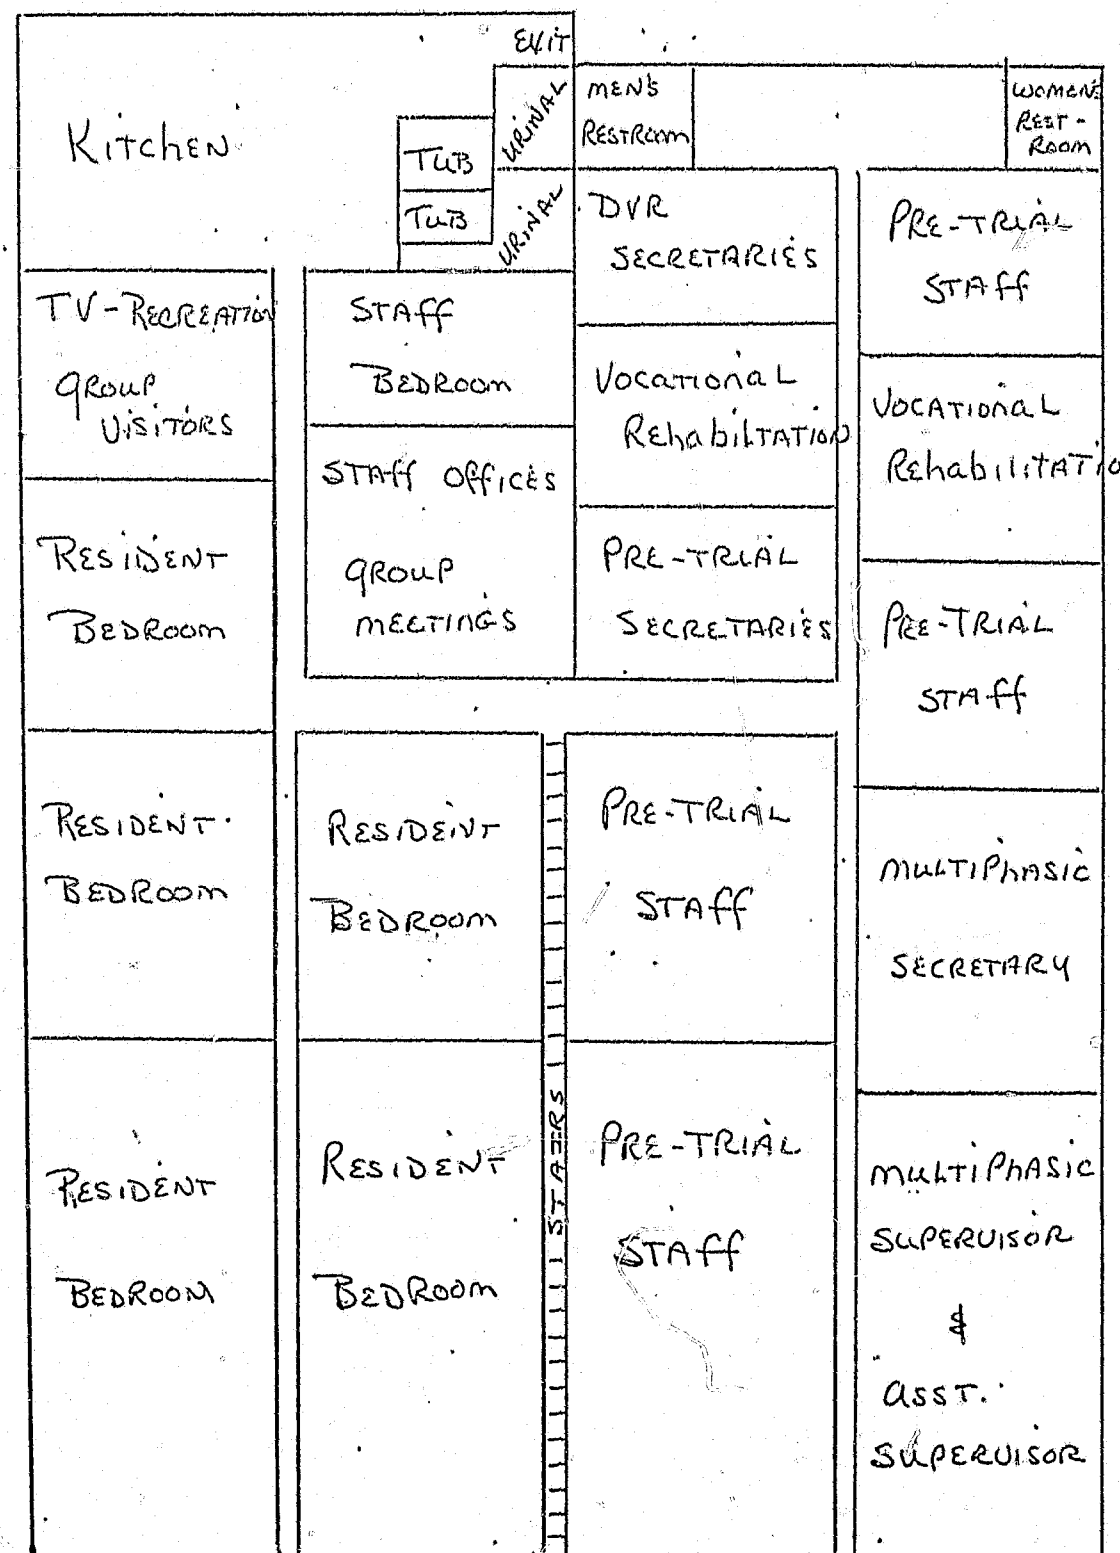 EXIT
Kitchen
TUB
TUB
URINAL
URINAL
MEN'S
RESTROOM
WOMEN'S
REST-
ROOM
TV-RECREATION
GROUP
VISITORS
STAFF
BEDROOM
DVR
SECRETARIES
PRE-TRIAL
STAFF
STAFF OFFICES
GROUP
MEETINGS
VOCATIONAL
RehabiLTATION
VOCATIONAL
RehabilitATIO
RESIDENT
BEDROOM
PRE-TRIAL
SECRETARIES
PRE-TRIAL
STAFF
RESIDENT
BEDROOM
RESIDENT
BEDROOM
PRE-TRIAL
STAFF
MULTIPHASIC
SECRETARY
RESIDENT
BEDROOM
RESIDENT
BEDROOM
STAIRS
PRE-TRIAL
STAFF
MULTIPHASIC
SUPERVISOR
&
ASST.
SUPERVISOR